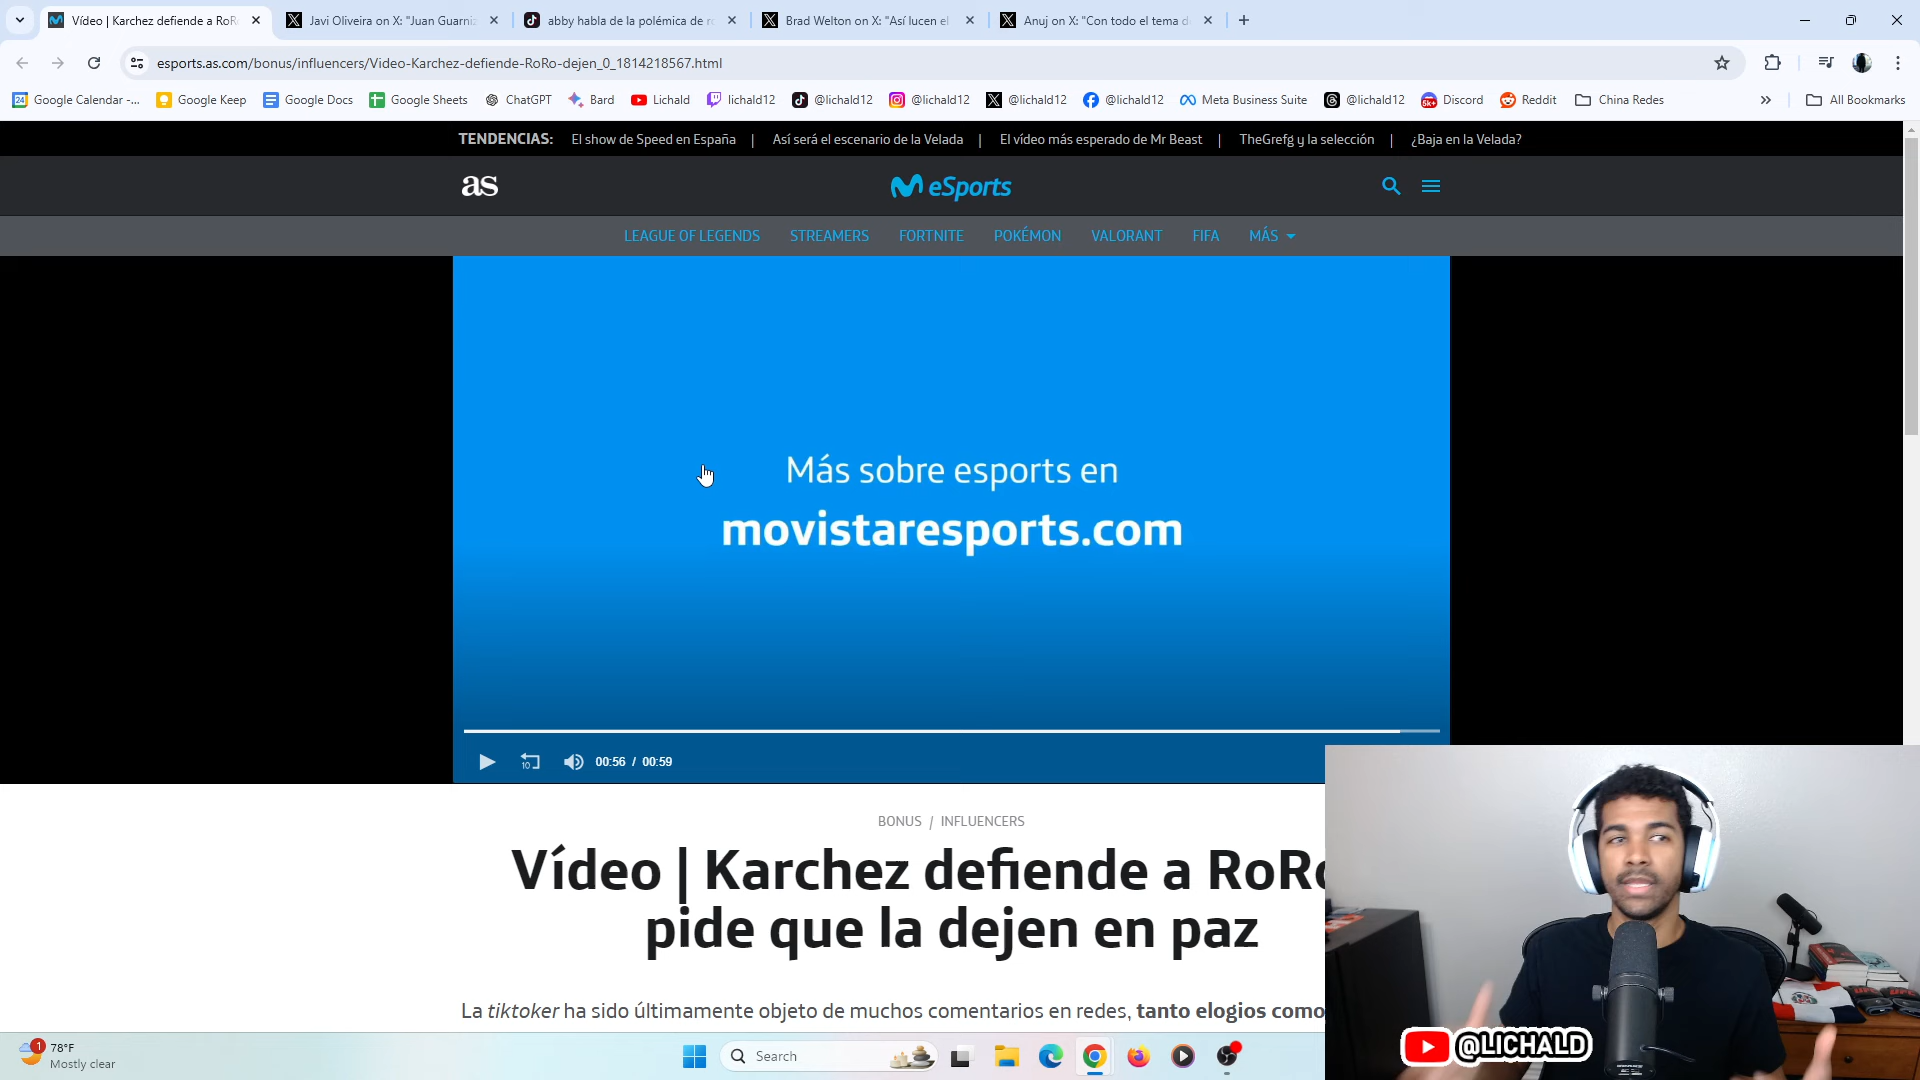 Vídeo | Karchez defiende a RoR
Javi Oliveira on X: "Juan Guarniz
abby habla de la polémica de r
Brad Welton on X: "Así lucen el
Anuj on X: "Con todo el tema d
esports.as.com/bonus/influencers/Video-Karchez-defiende-RoRo-dejen_0_1814218567.html
Google Calendar -...
Google Keep
Google Docs
Google Sheets
ChatGPT
Bard
Lichald
lichald12
@lichald12
@lichald12
@lichald12
@lichald12
Meta Business Suite
@lichald12
Discord
Reddit
China Redes
»
All Bookmarks
TENDENCIAS: El show de Speed en España | Así será el escenario de la Velada | El vídeo más esperado de Mr Beast | TheGrefg y la selección | ¿Baja en la Velada?
as
eSports
LEAGUE OF LEGENDS STREAMERS FORTNITE POKÉMON VALORANT FIFA MÁS
Más sobre esports en
movistaresports.com
10
00:56 / 00:59
BONUS / INFLUENCERS
Vídeo | Karchez defiende a RoRo
pide que la dejen en paz
La tiktoker ha sido últimamente objeto de muchos comentarios en redes, tanto elogios como
@LICHALD
1
78°F
Mostly clear
Search